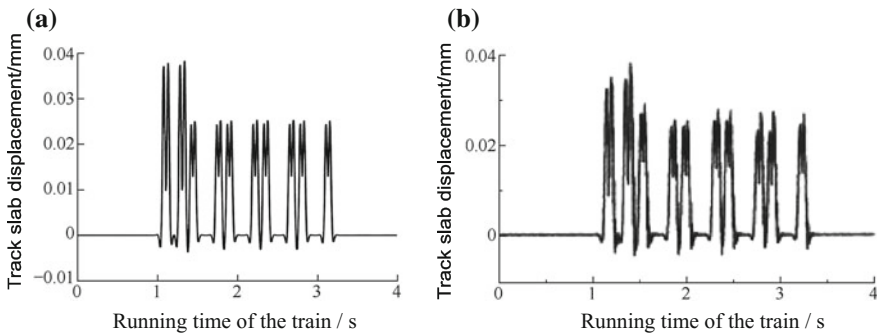 (a)
Track slab displacement/mm
0.04
0.03
0.02
0.01
0
−0.01
0 1 2 3 4
Running time of the train / s
(b)
Track slab displacement/mm
0.04
0.02
0
0 1 2 3 4
Running time of the train / s